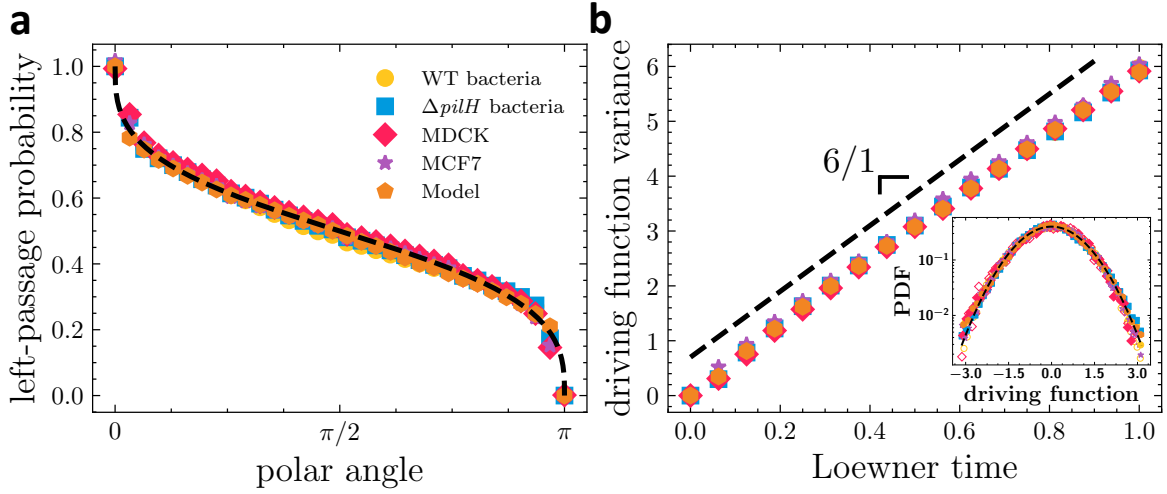 a
left-passage probability
1.0
0.8
0.6
0.4
0.2
0.0
WT bacteria
ΔpilH bacteria
MDCK
MCF7
Model
0
π/2
π
polar angle
b
driving function variance
6
5
4
3
2
1
0
6/1
0.0
0.2
0.4
0.6
0.8
1.0
Loewner time
PDF
10⁻¹
10⁻²
−3.0
−1.5
0.0
1.5
3.0
driving function